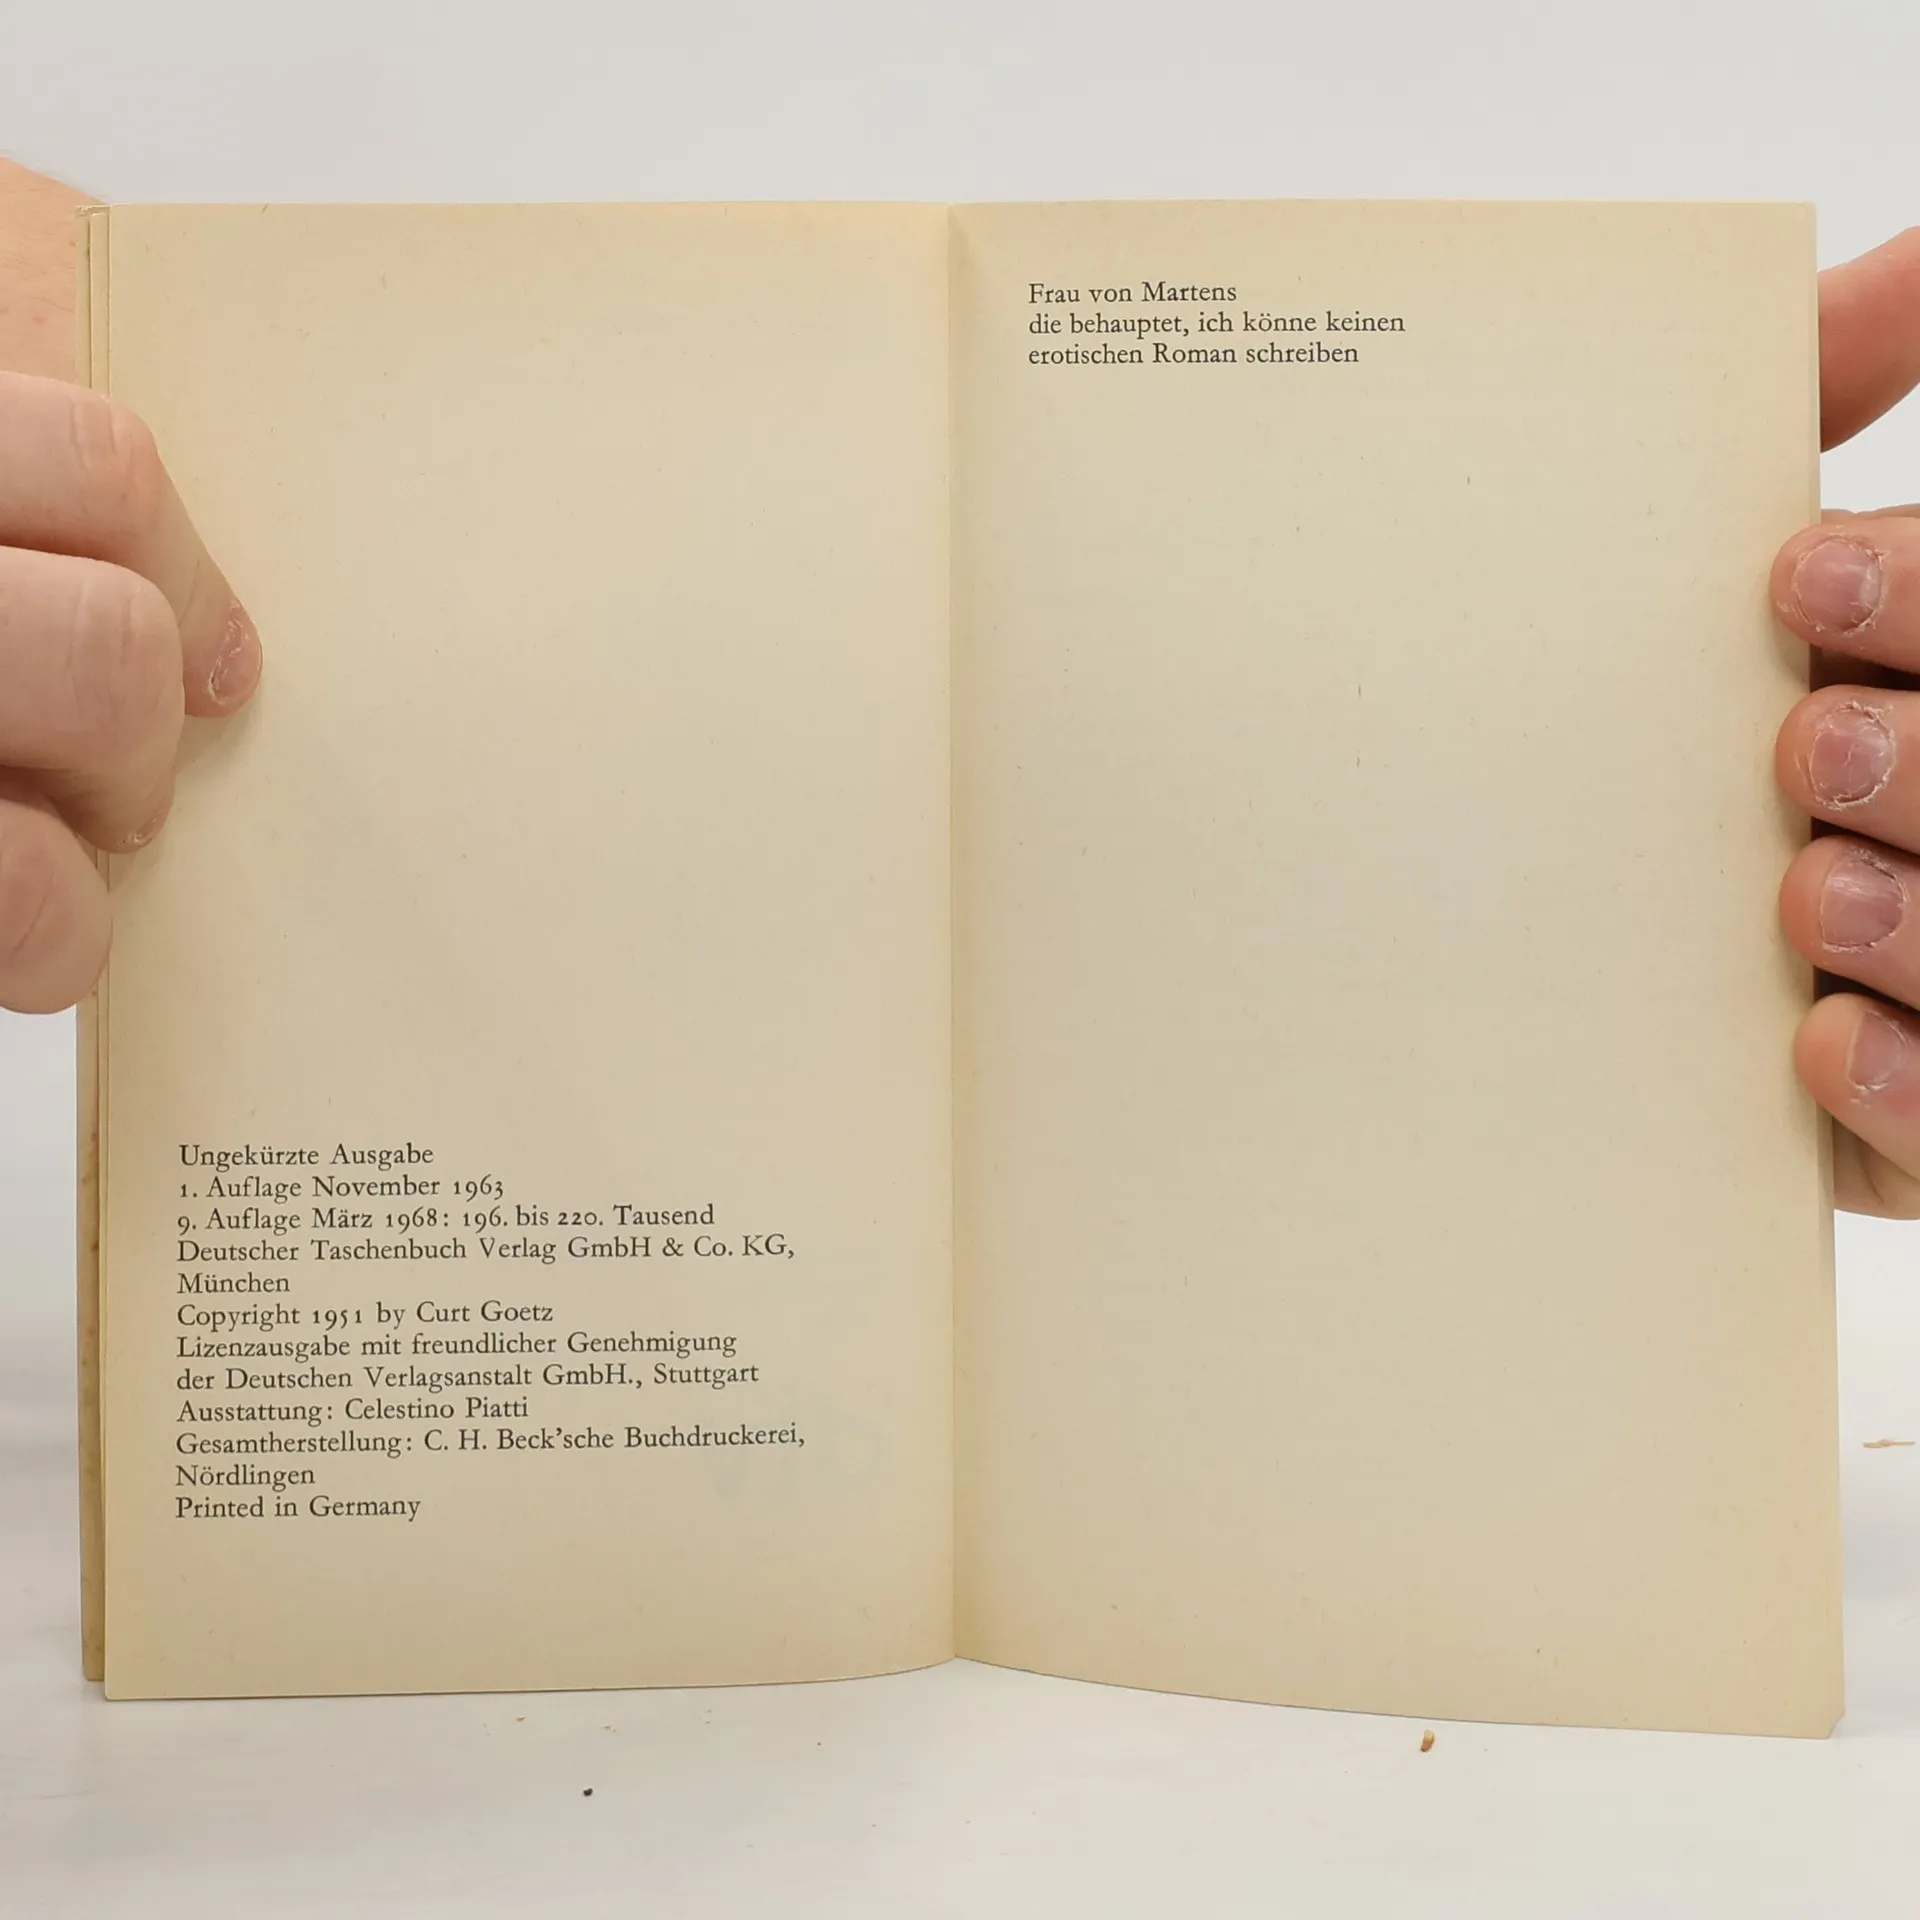 Ungekürzte Ausgabe
1. Auflage November 1963
9. Auflage März 1968: 196. bis 220. Tausend
Deutscher Taschenbuch Verlag GmbH & Co. KG,
München
Copyright 1951 by Curt Goetz
Lizenzausgabe mit freundlicher Genehmigung
der Deutschen Verlagsanstalt GmbH., Stuttgart
Ausstattung: Celestino Piatti
Gesamtherstellung: C. H. Beck’sche Buchdruckerei,
Nördlingen
Printed in Germany
Frau von Martens
die behauptet, ich könne keinen
erotischen Roman schreiben